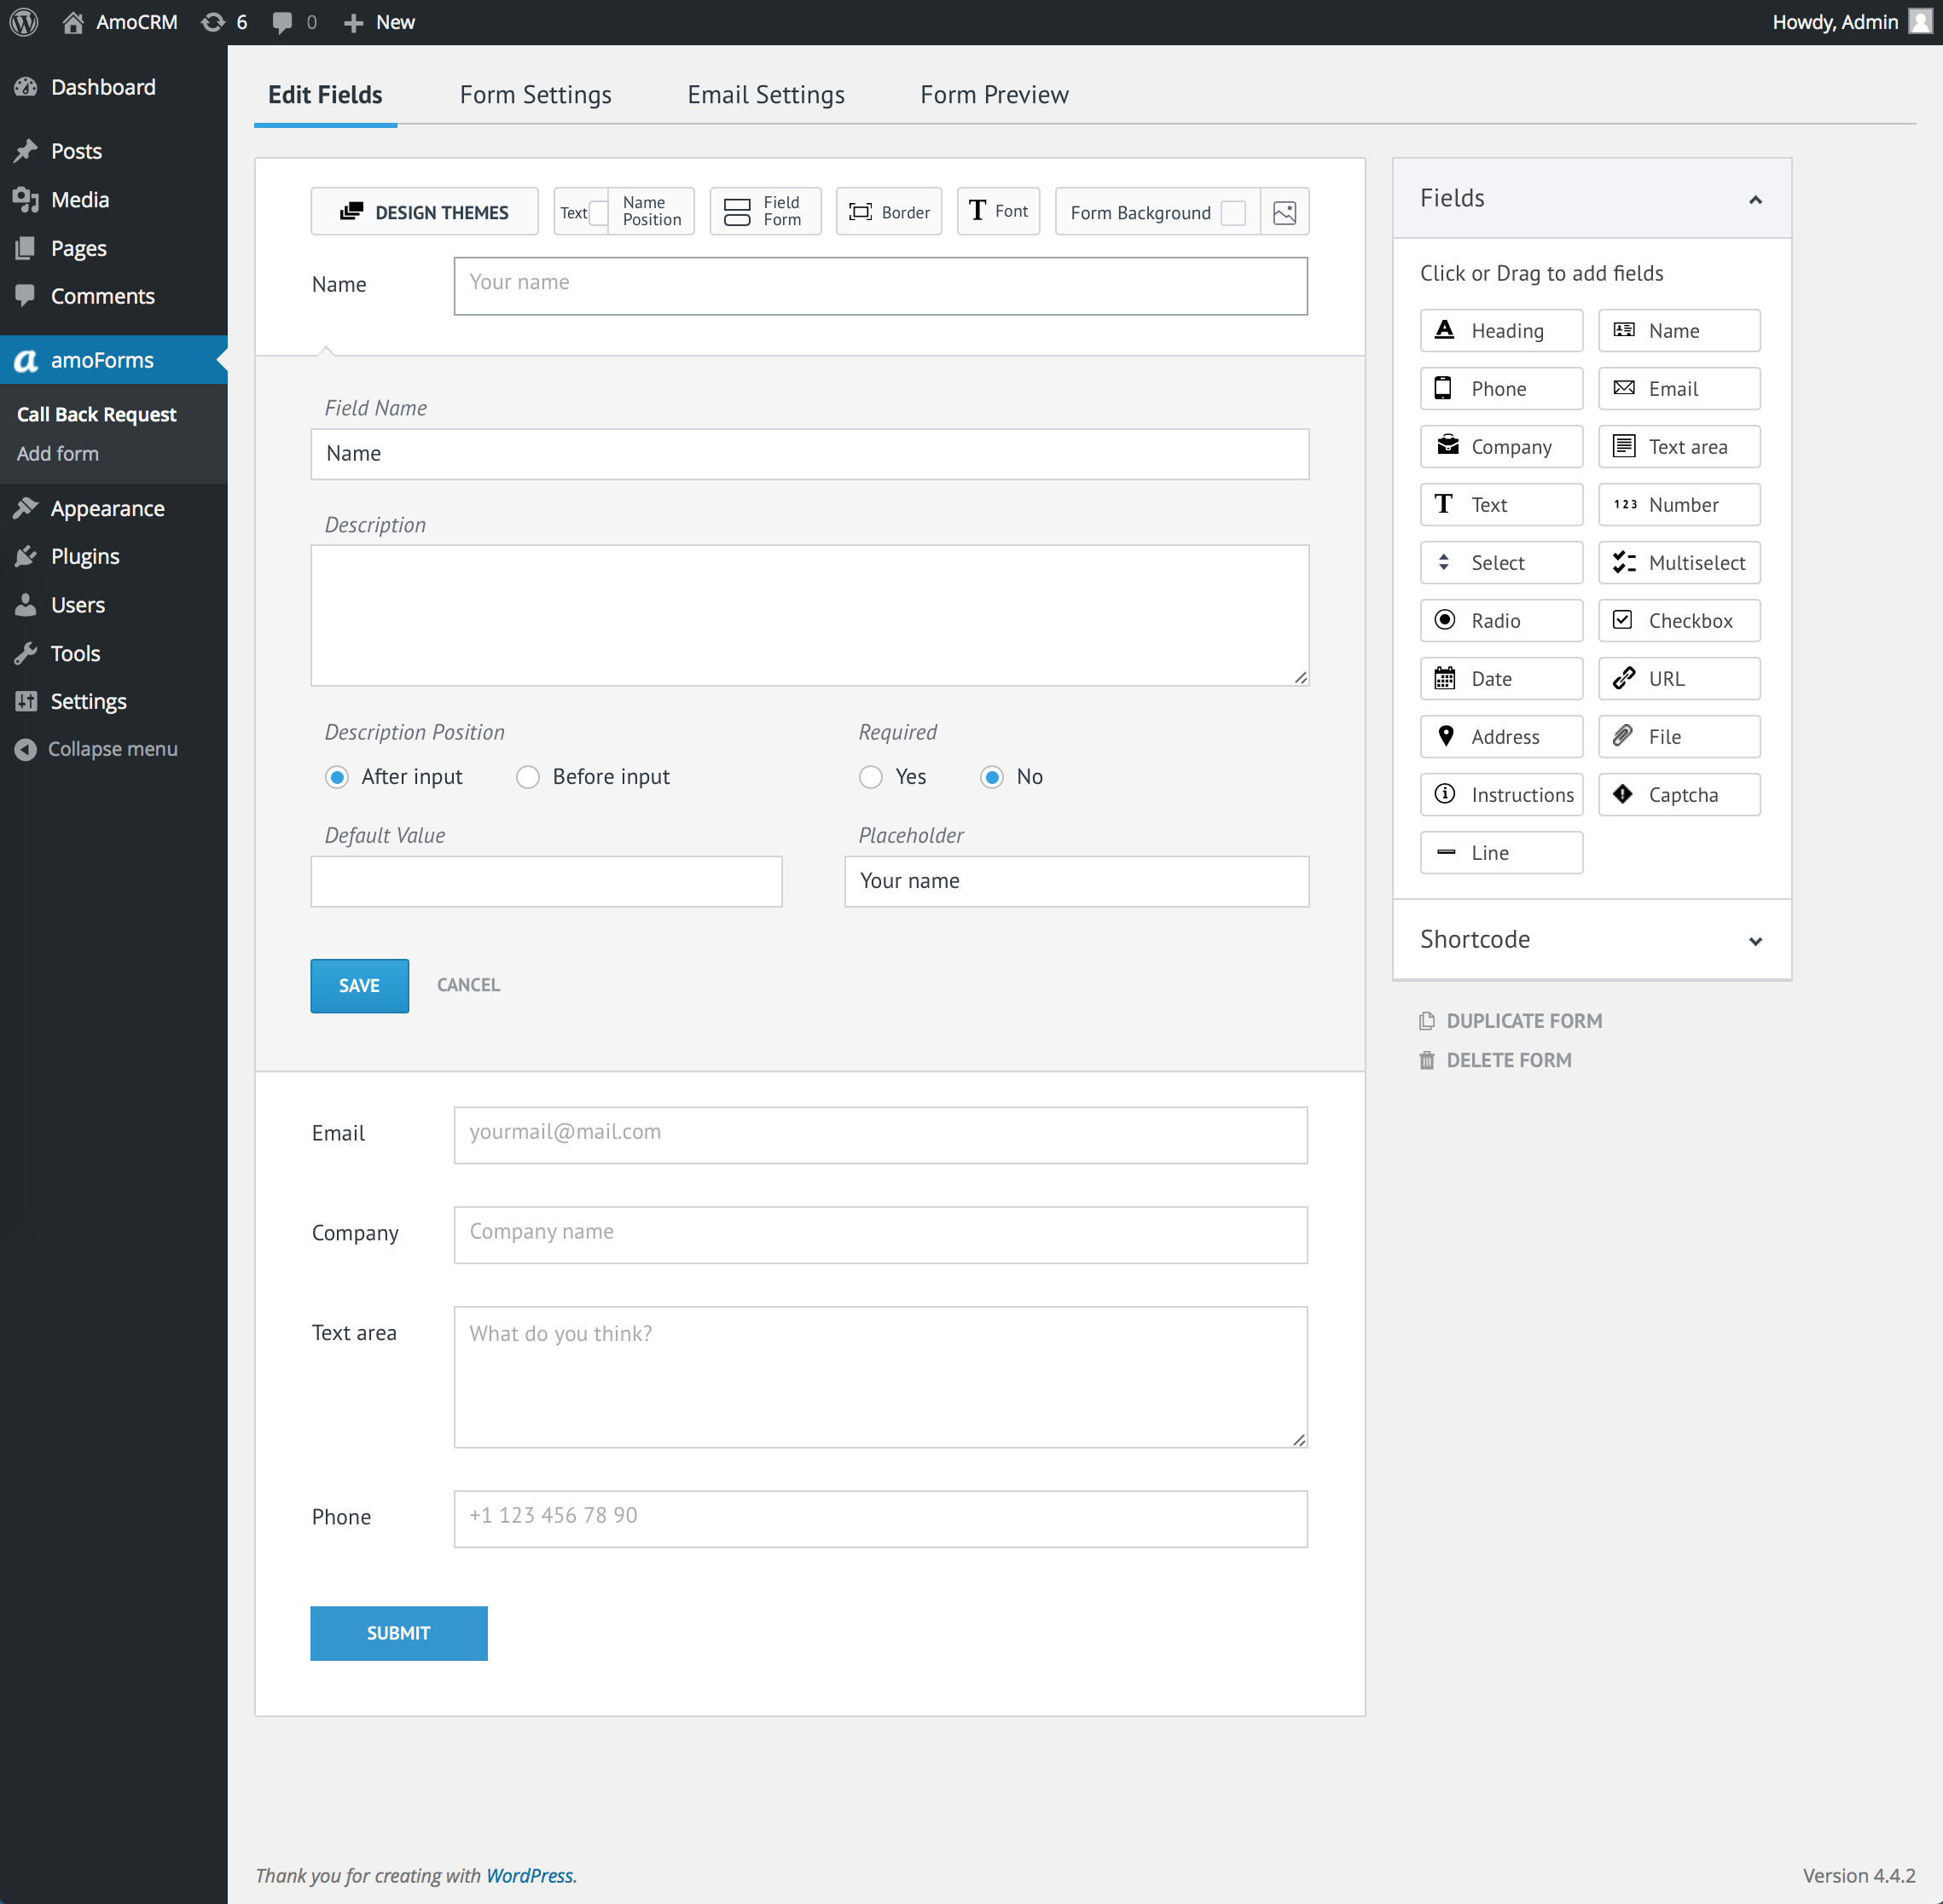 AmoCRM 6 0 New Howdy, Admin
Dashboard
Posts
Media
Pages
Comments
amoForms
Call Back Request
Add form
Appearance
Plugins
Users
Tools
Settings
Collapse menu
Edit Fields Form Settings Email Settings Form Preview
DESIGN THEMES Text Name Position Field Form Border T Font Form Background
Name Your name
Field Name
Name
Description
Description Position Required
After input Before input Yes No
Default Value Placeholder
Your name
SAVE CANCEL
Email yourmail@mail.com
Company Company name
Text area What do you think?
Phone +1 123 456 78 90
SUBMIT
Fields
Click or Drag to add fields
A Heading Name
Phone Email
Company Text area
T Text 123 Number
Select Multiselect
Radio Checkbox
Date URL
Address File
Instructions Captcha
Line
Shortcode
DUPLICATE FORM
DELETE FORM
Thank you for creating with WordPress. Version 4.4.2